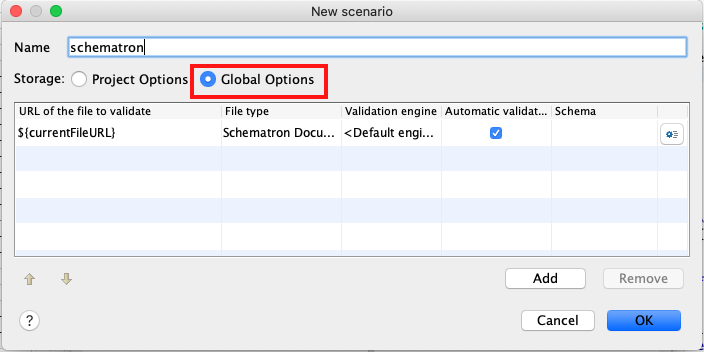 New scenario
Name schematron
Storage: Project Options Global Options
URL of the file to validate File type Validation engine Automatic validat... Schema
${currentFileURL} Schematron Docu... <Default engi...
Add Remove
? Cancel OK